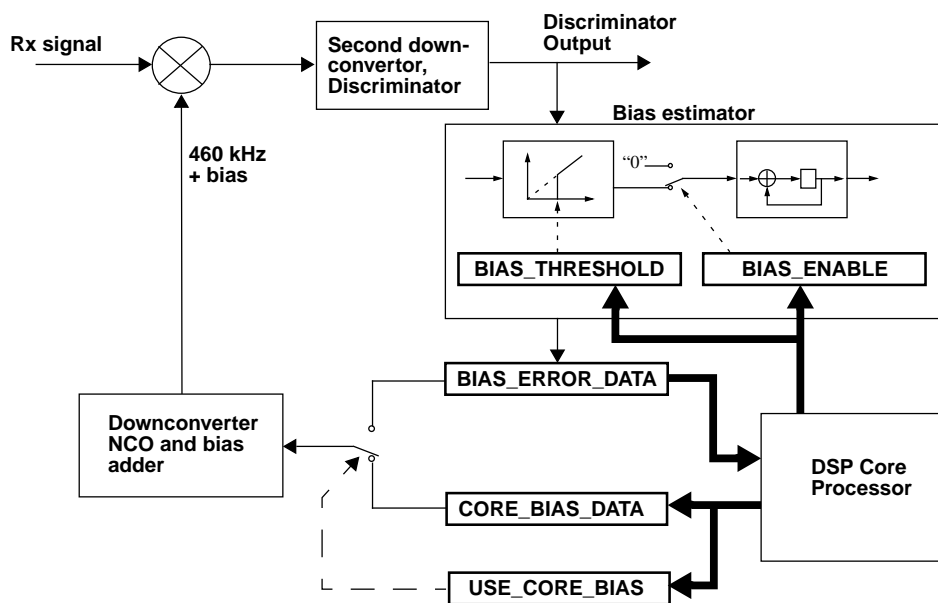 Rx signal
Second down-
convertor,
Discriminator
Discriminator
Output
Bias estimator
460 kHz
+ bias
“0”
BIAS_THRESHOLD
BIAS_ENABLE
BIAS_ERROR_DATA
Downconverter
NCO and bias
adder
DSP Core
Processor
CORE_BIAS_DATA
USE_CORE_BIAS